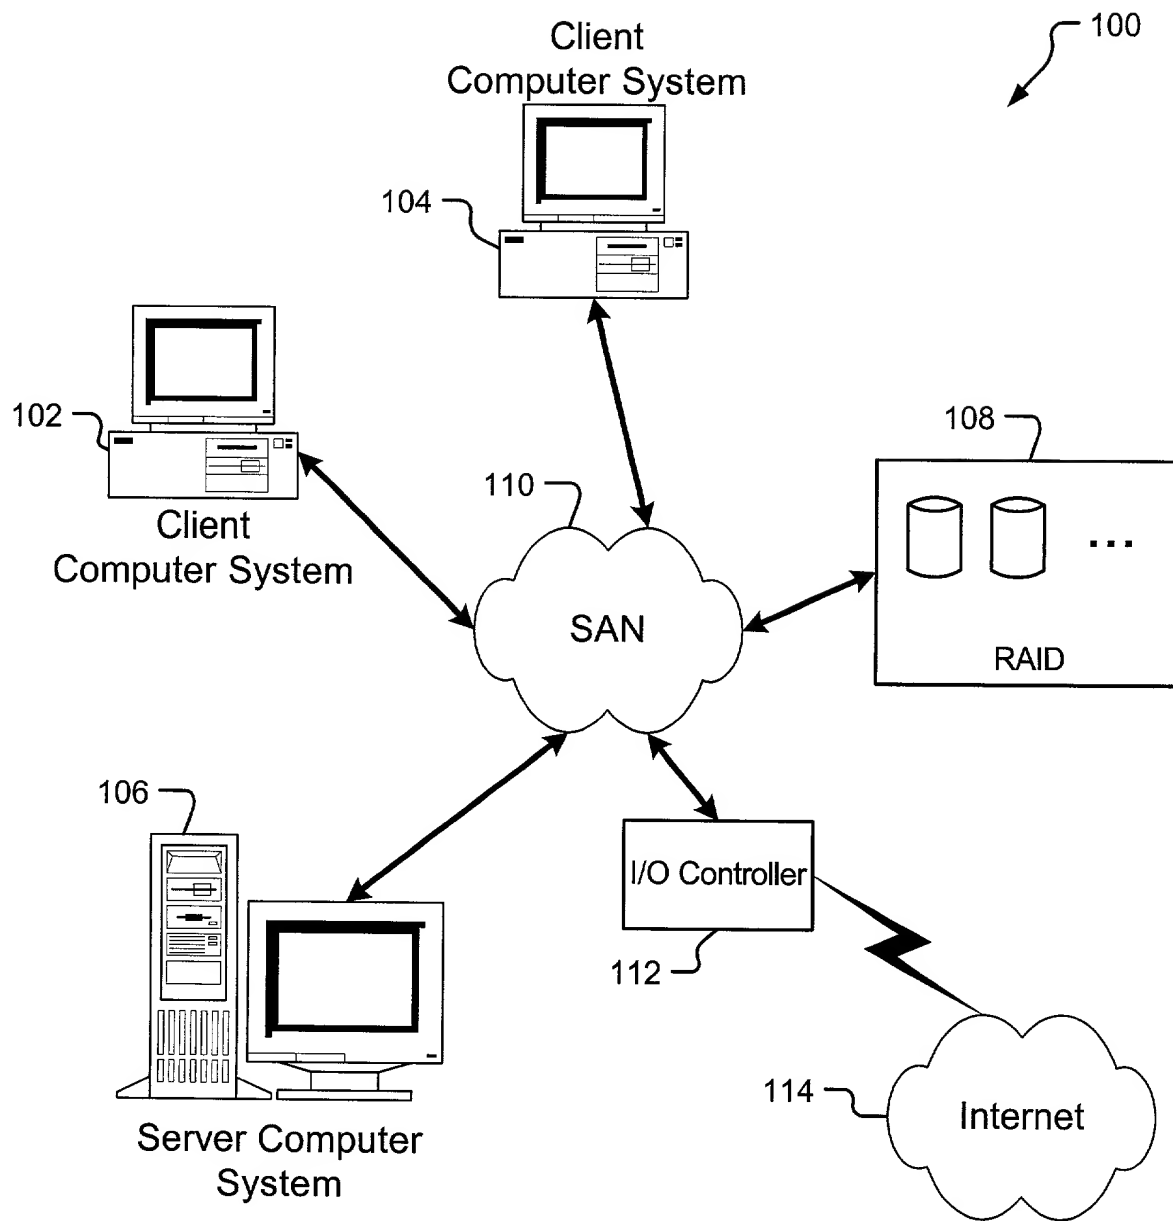 Client
Computer System
100
104
102
Client
Computer System
108
110
SAN
...
RAID
106
I/O Controller
112
Server Computer
System
114
Internet